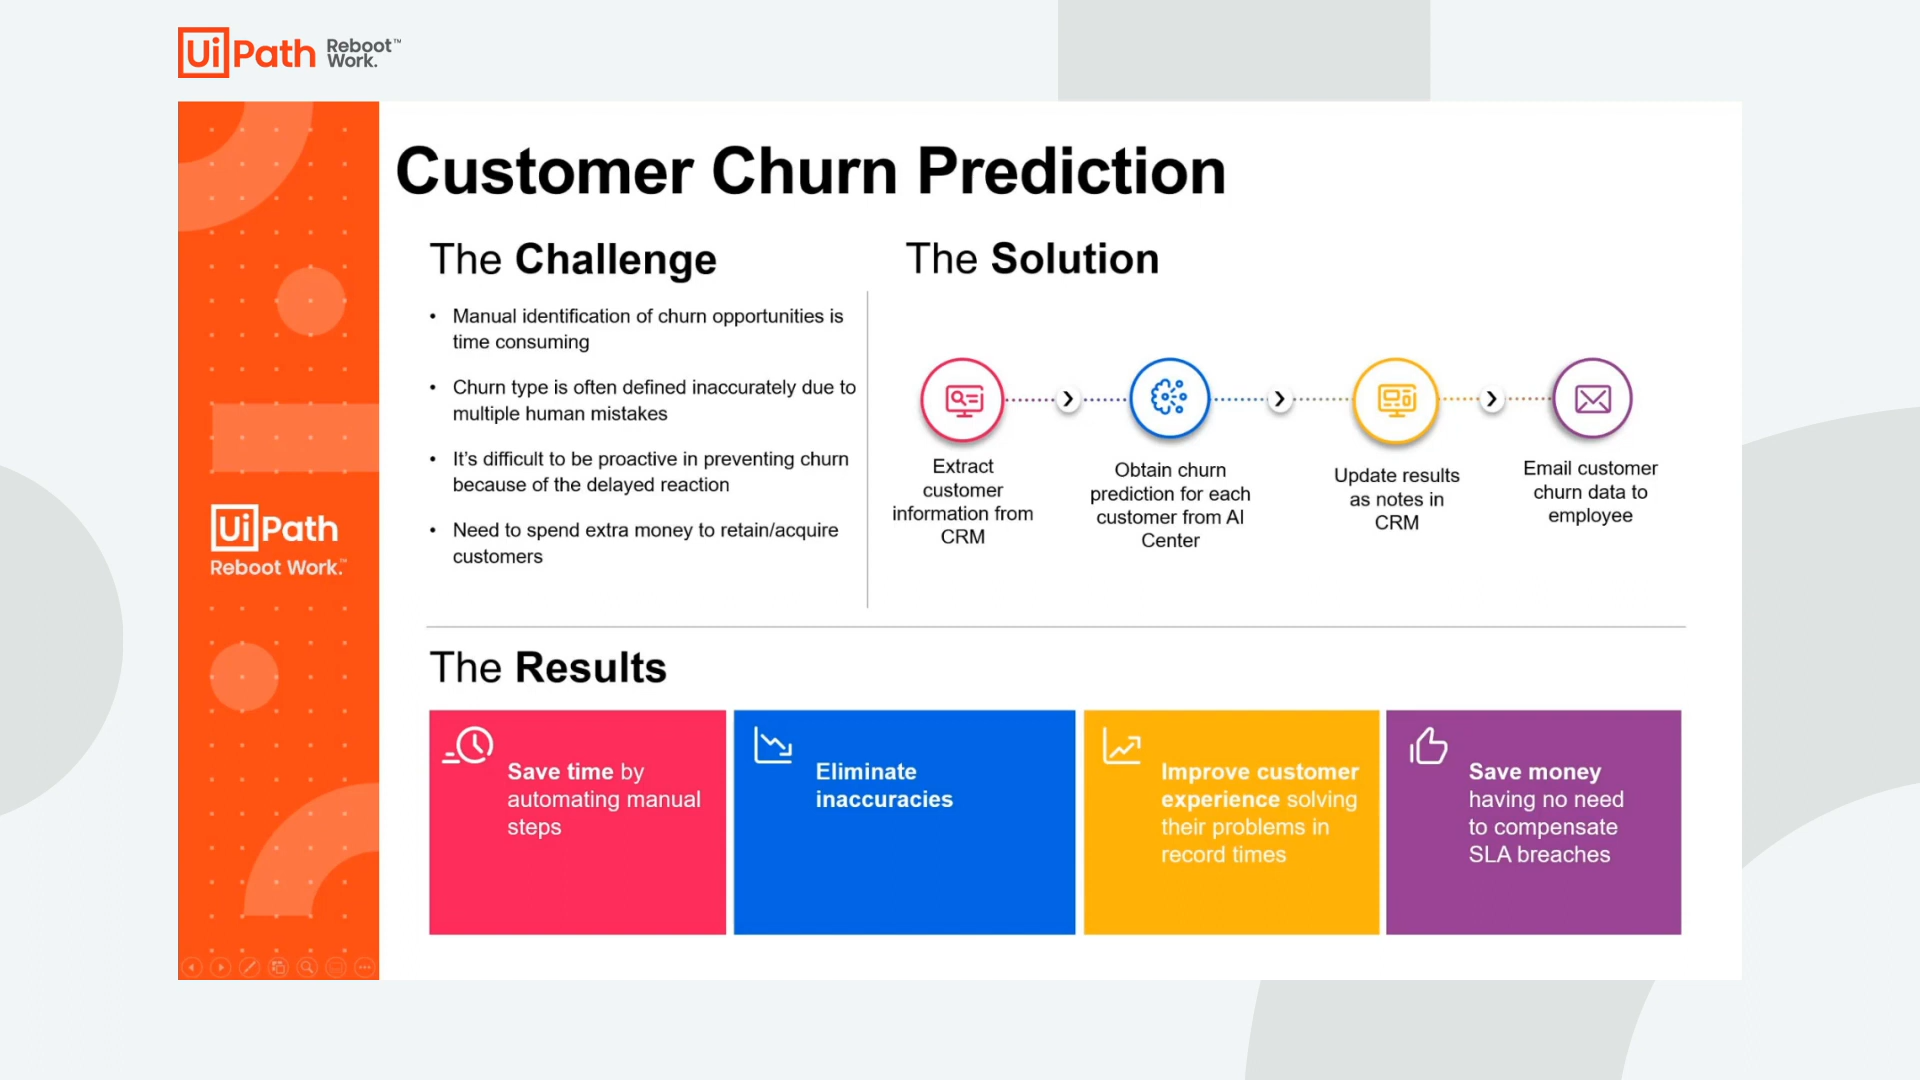 UiPath Reboot™
Work.
Customer Churn Prediction
The Challenge
• Manual identification of churn opportunities is
time consuming
• Churn type is often defined inaccurately due to
multiple human mistakes
• It's difficult to be proactive in preventing churn
because of the delayed reaction
• Need to spend extra money to retain/acquire
customers
The Solution
Extract
customer
information from
CRM
Obtain churn
prediction for each
customer from AI
Center
Update results
as notes in
CRM
Email customer
churn data to
employee
UiPath
Reboot Work.™
The Results
Save time by
automating manual
steps
Eliminate
inaccuracies
Improve customer
experience solving
their problems in
record times
Save money
having no need
to compensate
SLA breaches